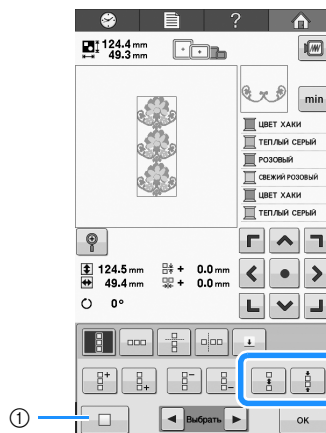 ?
124.4 mm
49.3 mm
min
ЦВЕТ ХАКИ
ТЕПЛЫЙ СЕРЫЙ
РОЗОВЫЙ
СВЕЖИЙ РОЗОВЫЙ
ЦВЕТ ХАКИ
ТЕПЛЫЙ СЕРЫЙ
124.5 mm + 0.0 mm
49.4 mm + 0.0 mm
0°
1 Выбрать OK